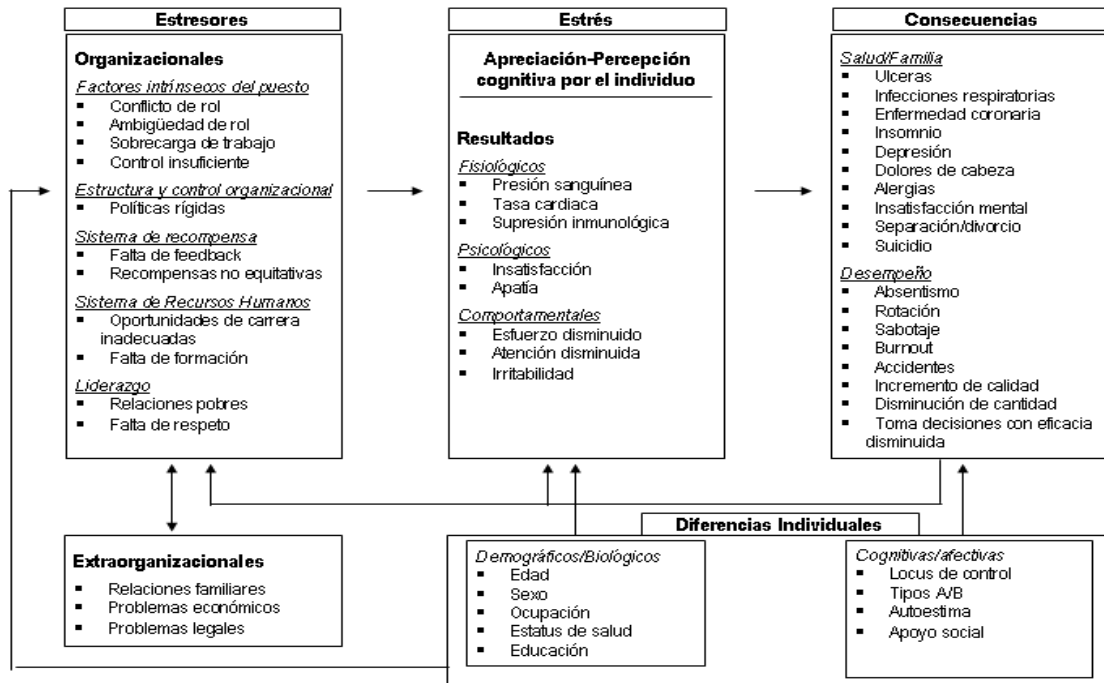 Estresores
Organizacionales
Factores intrínsecos del puesto
▪ Conflicto de rol
▪ Ambigüedad de rol
▪ Sobrecarga de trabajo
▪ Control insuficiente
Estructura y control organizacional
▪ Políticas rígidas
Sistema de recompensa
▪ Falta de feedback
▪ Recompensas no equitativas
Sistema de Recursos Humanos
▪ Oportunidades de carrera
inadecuadas
▪ Falta de formación
Liderazgo
▪ Relaciones pobres
▪ Falta de respeto
Estrés
Apreciación-Percepción
cognitiva por el individuo
Resultados
Fisiológicos
▪ Presión sanguínea
▪ Tasa cardiaca
▪ Supresión inmunológica
Psicológicos
▪ Insatisfacción
▪ Apatía
Comportamentales
▪ Esfuerzo disminuido
▪ Atención disminuida
▪ Irritabilidad
Consecuencias
Salud/Familia
▪ Ulceras
▪ Infecciones respiratorias
▪ Enfermedad coronaria
▪ Insomnio
▪ Depresión
▪ Dolores de cabeza
▪ Alergias
▪ Insatisfacción mental
▪ Separación/divorcio
▪ Suicidio
Desempeño
▪ Absentismo
▪ Rotación
▪ Sabotaje
▪ Burnout
▪ Accidentes
▪ Incremento de calidad
▪ Disminución de cantidad
▪ Toma decisiones con eficacia
disminuida
Extraorganizacionales
▪ Relaciones familiares
▪ Problemas económicos
▪ Problemas legales
Diferencias Individuales
Demográficos/Biológicos
▪ Edad
▪ Sexo
▪ Ocupación
▪ Estatus de salud
▪ Educación
Cognitivas/afectivas
▪ Locus de control
▪ Tipos A/B
▪ Autoestima
▪ Apoyo social